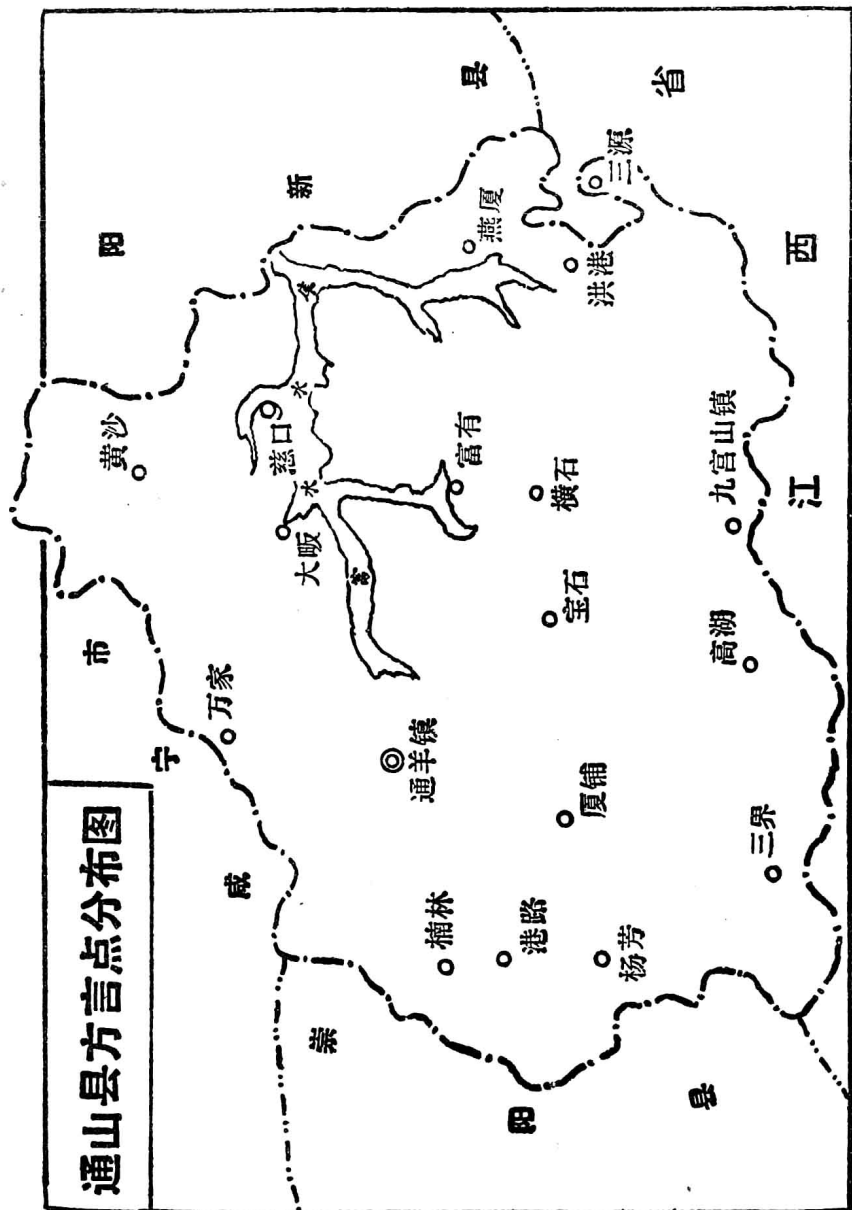 通山县方言点分布图
咸宁市
阳新县
崇阳县
江西省
黄沙
万家
慈口
大畈
富水水
通羊镇
燕厦
富有
洪港
三源
楠林
港路
横石
宝石
厦铺
杨芳
九宫山镇
高湖
三界